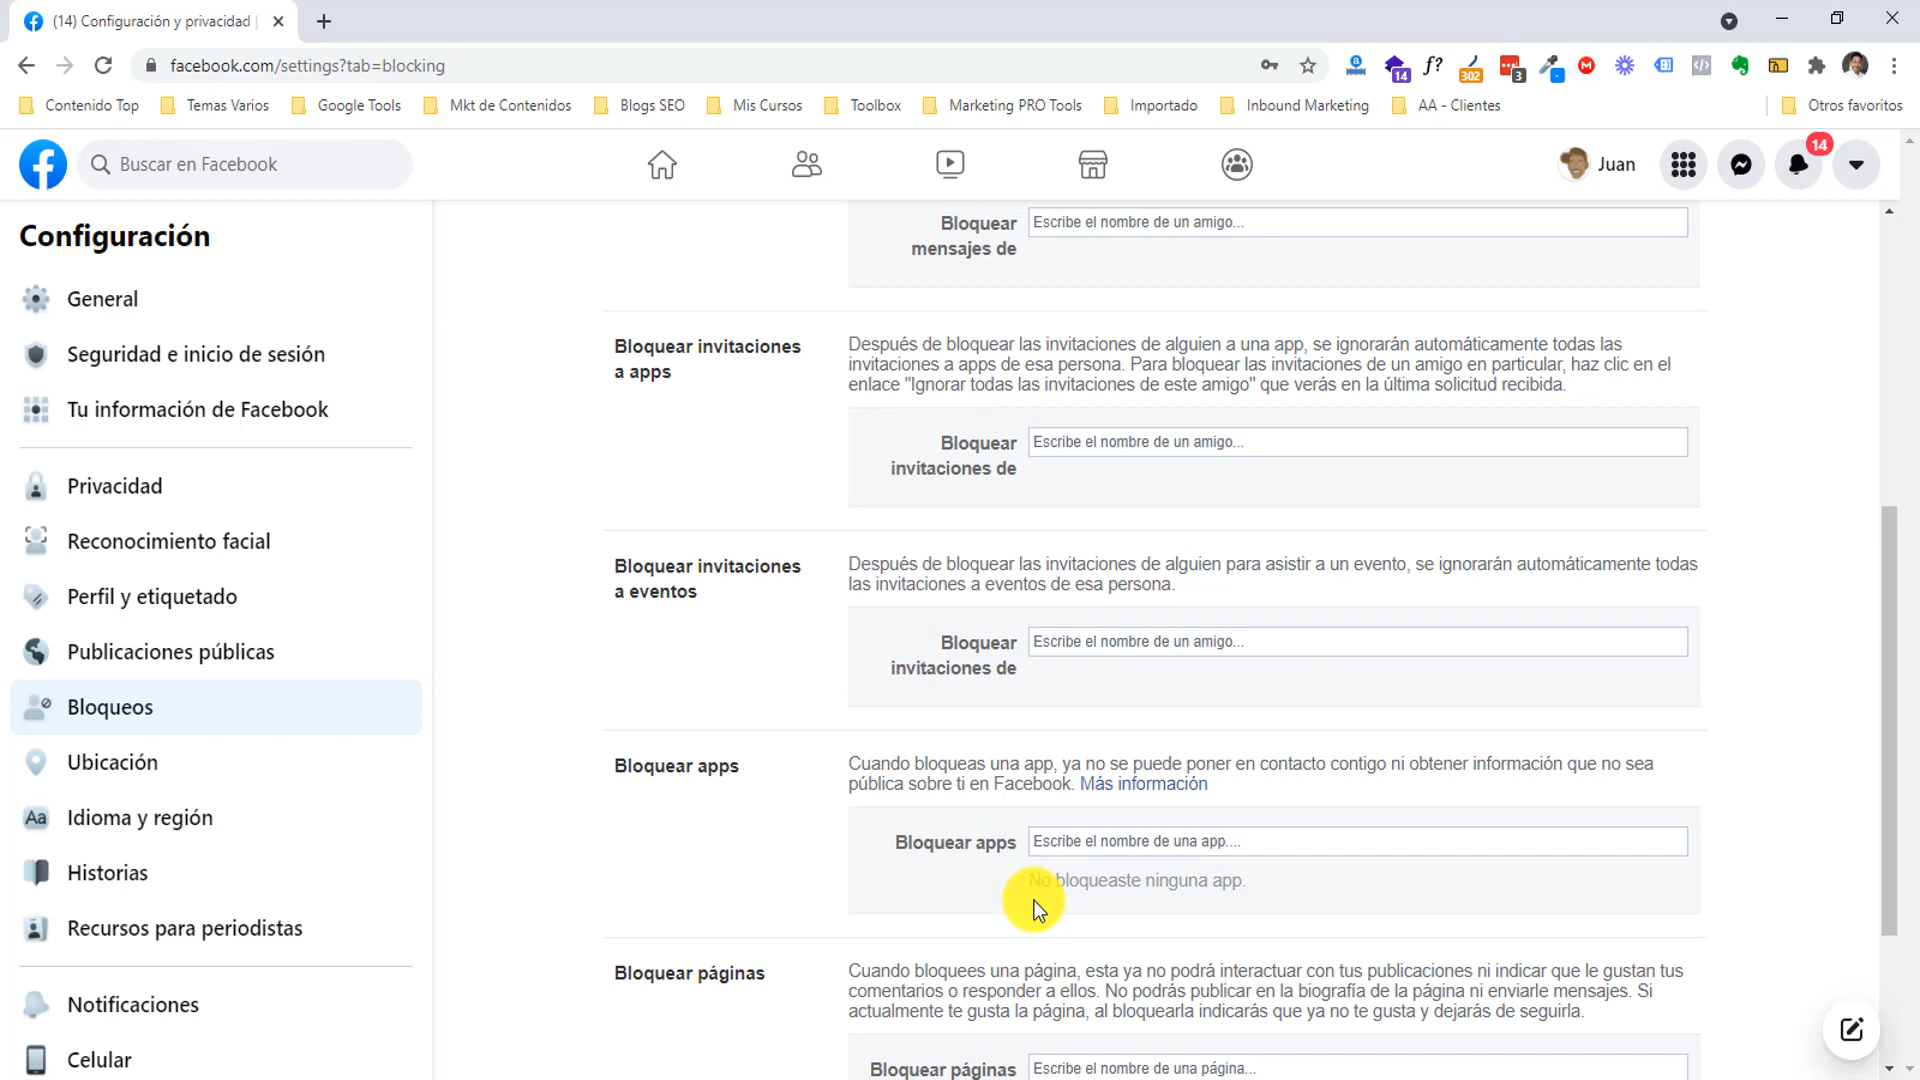 (14) Configuración y privacidad |
facebook.com/settings?tab=blocking
14
f?
302
3
Contenido Top
Temas Varios
Google Tools
Mkt de Contenidos
Blogs SEO
Mis Cursos
Toolbox
Marketing PRO Tools
Importado
Inbound Marketing
AA - Clientes
Otros favoritos
Buscar en Facebook
Juan
14
Configuración
General
Seguridad e inicio de sesión
Tu información de Facebook
Privacidad
Reconocimiento facial
Perfil y etiquetado
Publicaciones públicas
Bloqueos
Ubicación
Aa
Idioma y región
Historias
Recursos para periodistas
Notificaciones
Celular
Bloquear
mensajes de
Escribe el nombre de un amigo...
Bloquear invitaciones
a apps
Después de bloquear las invitaciones de alguien a una app, se ignorarán automáticamente todas las
invitaciones a apps de esa persona. Para bloquear las invitaciones de un amigo en particular, haz clic en el
enlace "Ignorar todas las invitaciones de este amigo" que verás en la última solicitud recibida.
Bloquear
invitaciones de
Escribe el nombre de un amigo...
Bloquear invitaciones
a eventos
Después de bloquear las invitaciones de alguien para asistir a un evento, se ignorarán automáticamente todas
las invitaciones a eventos de esa persona.
Bloquear
invitaciones de
Escribe el nombre de un amigo...
Bloquear apps
Cuando bloqueas una app, ya no se puede poner en contacto contigo ni obtener información que no sea
pública sobre ti en Facebook. Más información
Bloquear apps
Escribe el nombre de una app....
No bloqueaste ninguna app.
Bloquear páginas
Cuando bloquees una página, esta ya no podrá interactuar con tus publicaciones ni indicar que le gustan tus
comentarios o responder a ellos. No podrás publicar en la biografía de la página ni enviarle mensajes. Si
actualmente te gusta la página, al bloquearla indicarás que ya no te gusta y dejarás de seguirla.
Bloquear páginas
Escribe el nombre de una página...